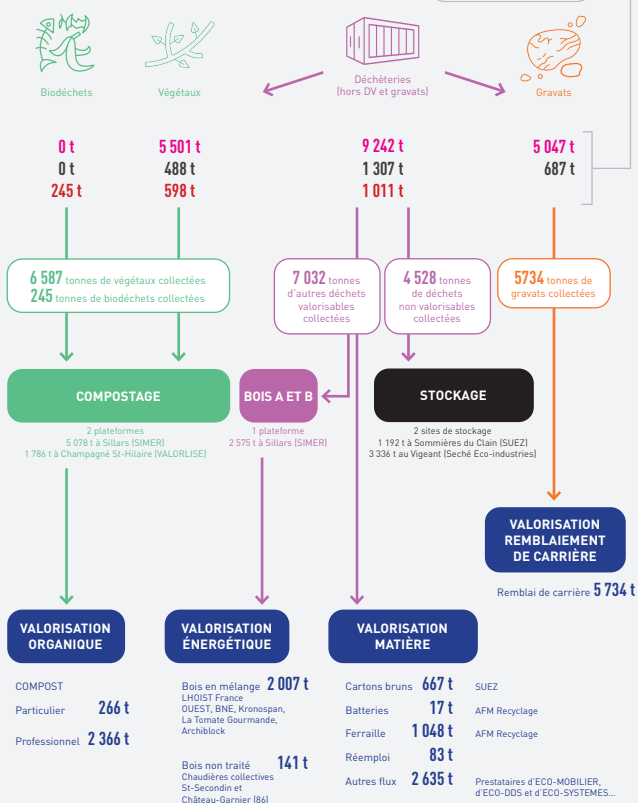 Biodéchets
Végétaux
Déchèteries
(hors DV et gravats)
Gravats
0 t
0 t
245 t
5 501 t
488 t
598 t
9 242 t
1 307 t
1 011 t
5 047 t
687 t
6 587 tonnes de végétaux collectées
245 tonnes de biodéchets collectées
7 032 tonnes
d'autres déchets
valorisables
collectées
4 528 tonnes
de déchets
non valorisables
collectées
5734 tonnes de
gravats collectées
COMPOSTAGE
2 plateformes
5 078 t à Sillars (SIMER)
1 786 t à Champagné St-Hilaire (VALORLISE)
BOIS A ET B
1 plateforme
2 575 t à Sillars (SIMER)
STOCKAGE
2 sites de stockage
1 192 t à Sommières du Clain (SUEZ)
3 336 t au Vigeant (Seché Eco-industries)
VALORISATION
REMBLAIEMENT
DE CARRIÈRE
Remblai de carrière 5 734 t
VALORISATION
ORGANIQUE
COMPOST
Particulier 266 t
Professionnel 2 366 t
VALORISATION
ÉNERGÉTIQUE
Bois en mélange 2 007 t
LHOIST France
OUEST, BNE, Kronospan,
La Tomate Gourmande,
Archiblock
Bois non traité 141 t
Chaudières collectives
St-Secondin et
Château-Garnier (86)
VALORISATION
MATIÈRE
Cartons bruns 667 t SUEZ
Batteries 17 t AFM Recyclage
Ferraille 1 048 t AFM Recyclage
Réemploi 83 t
Autres flux 2 635 t Prestataires d'ECO-MOBILIER,
d'ECO-DDS et d'ECO-SYSTEMES...